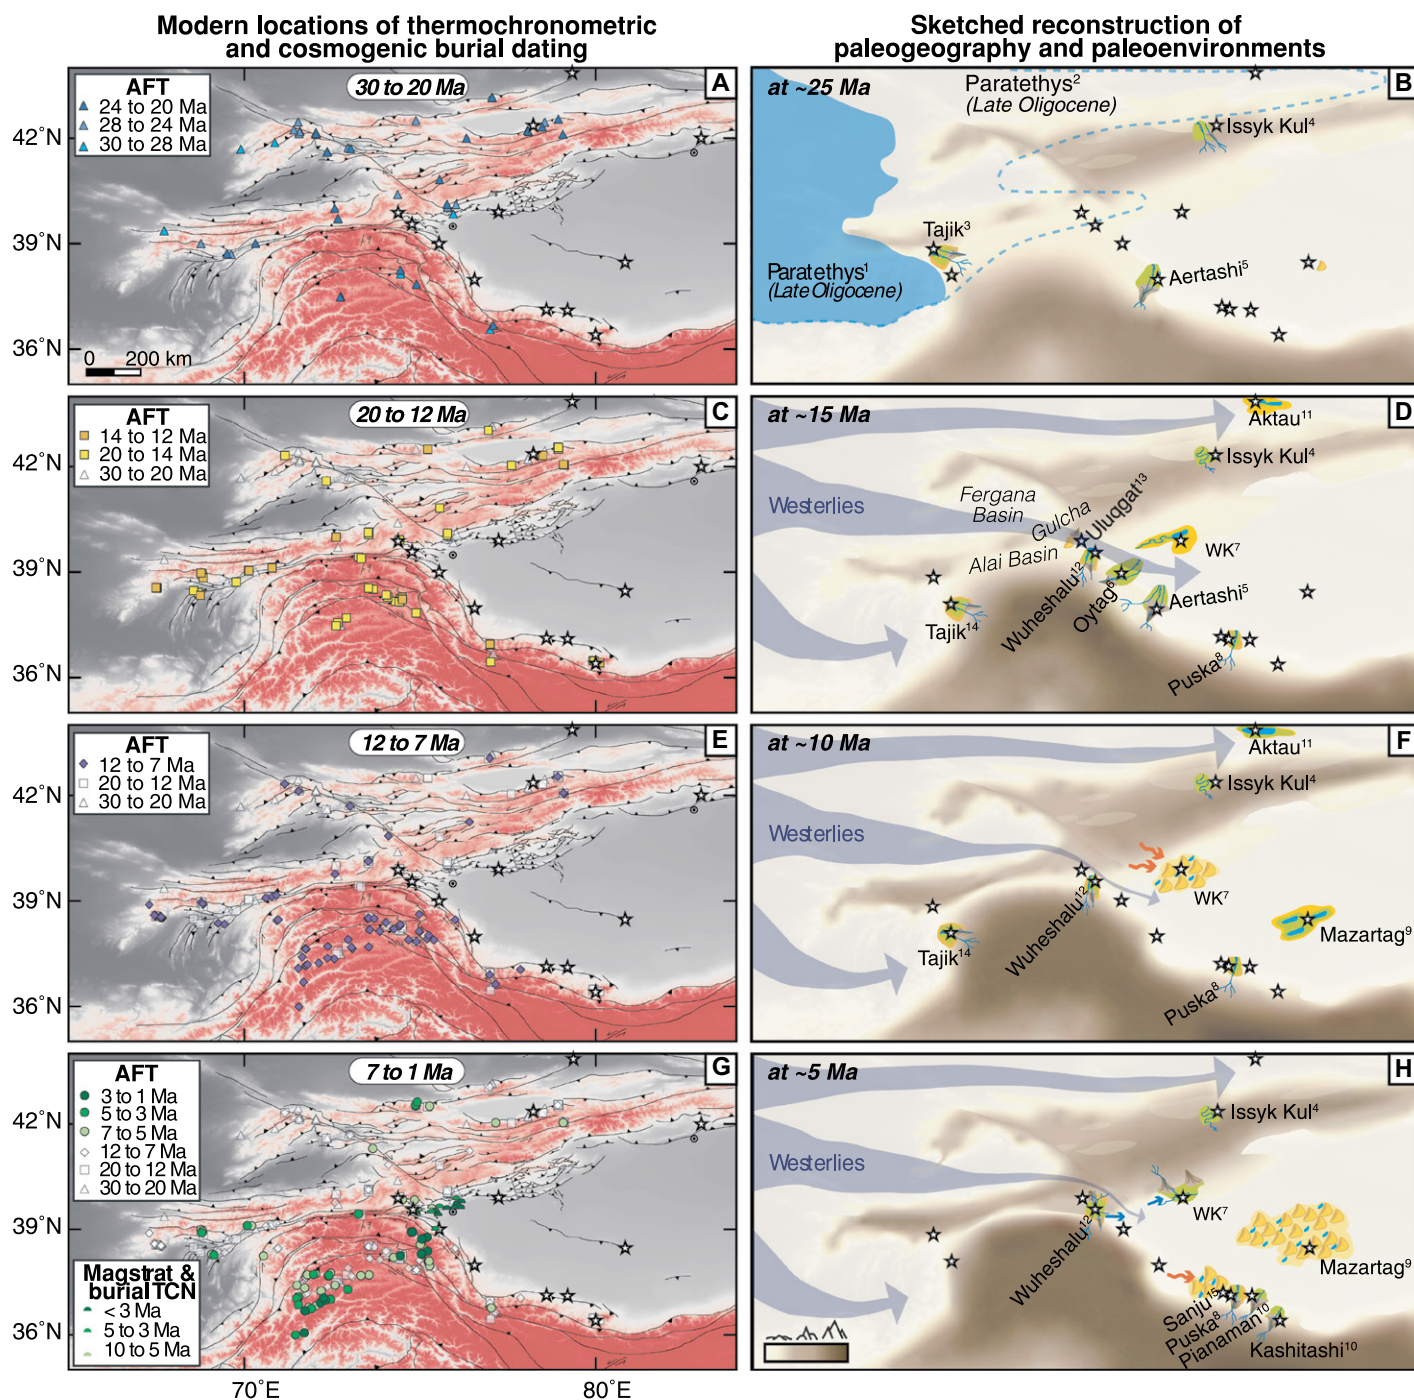 Modern locations of thermochronometric
and cosmogenic burial dating
Sketched reconstruction of
paleogeography and paleoenvironments
AFT
24 to 20 Ma
28 to 24 Ma
30 to 28 Ma
30 to 20 Ma
A
42°N
39°N
36°N
0 200 km
at ~25 Ma
Paratethys2
(Late Oligocene)
B
Issyk Kul4
Tajik3
Paratethys1
(Late Oligocene)
Aertashi5
AFT
14 to 12 Ma
20 to 14 Ma
30 to 20 Ma
20 to 12 Ma
C
42°N
39°N
36°N
at ~15 Ma
D
Aktau11
Issyk Kul4
Westerlies
Fergana
Basin
Gulcha
Uluqqat13
Alai Basin
WK7
Wuheshalu12
Oytag6
Aertashi5
Tajik14
Puska8
AFT
12 to 7 Ma
20 to 12 Ma
30 to 20 Ma
12 to 7 Ma
E
42°N
39°N
36°N
at ~10 Ma
F
Aktau11
Issyk Kul4
Westerlies
WK7
Wuheshalu12
Mazartag9
Tajik14
Puska8
AFT
3 to 1 Ma
5 to 3 Ma
7 to 5 Ma
12 to 7 Ma
20 to 12 Ma
30 to 20 Ma
Magstrat &
burial TCN
< 3 Ma
5 to 3 Ma
10 to 5 Ma
7 to 1 Ma
G
42°N
39°N
36°N
70°E
80°E
at ~5 Ma
H
Issyk Kul4
Westerlies
WK7
Wuheshalu12
Mazartag9
Sanju15
Puska8
Pianaman10
Kashitashi10